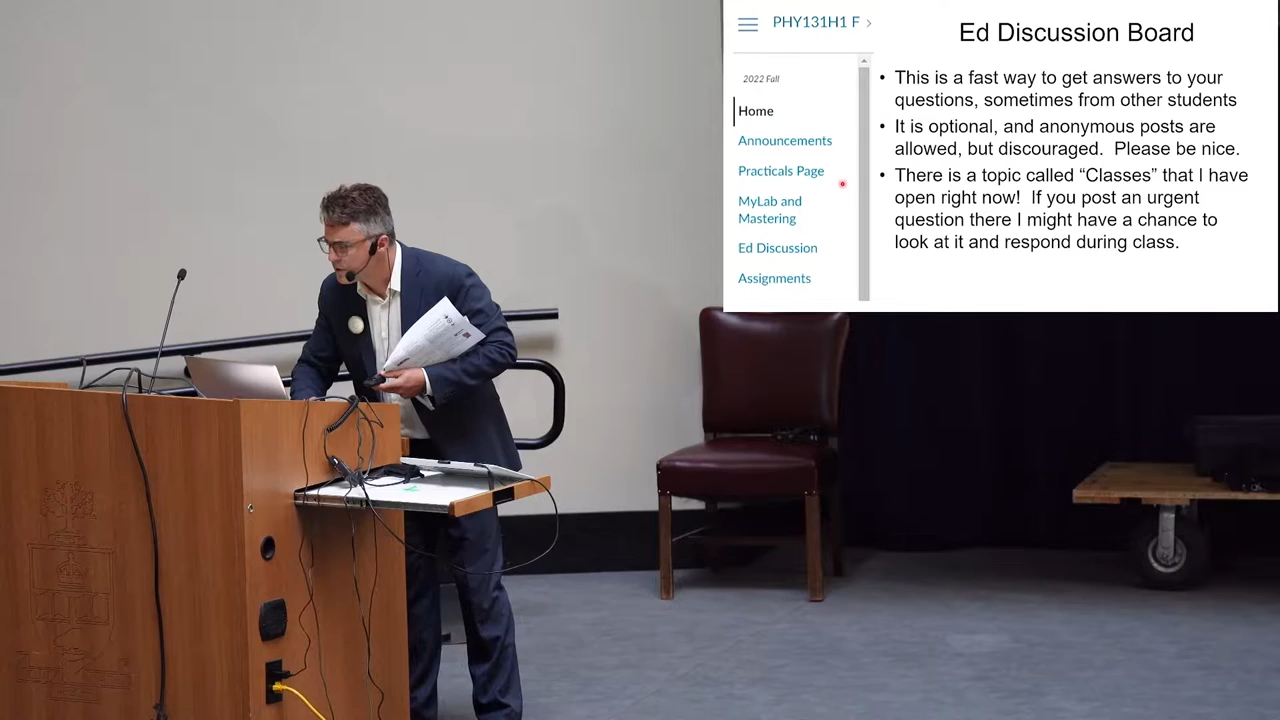 PHY131H1 F
2022 Fall
Home
Announcements
Practicals Page
MyLab and
Mastering
Ed Discussion
Assignments
Ed Discussion Board
• This is a fast way to get answers to your
questions, sometimes from other students
• It is optional, and anonymous posts are
allowed, but discouraged. Please be nice.
• There is a topic called “Classes” that I have
open right now! If you post an urgent
question there I might have a chance to
look at it and respond during class.